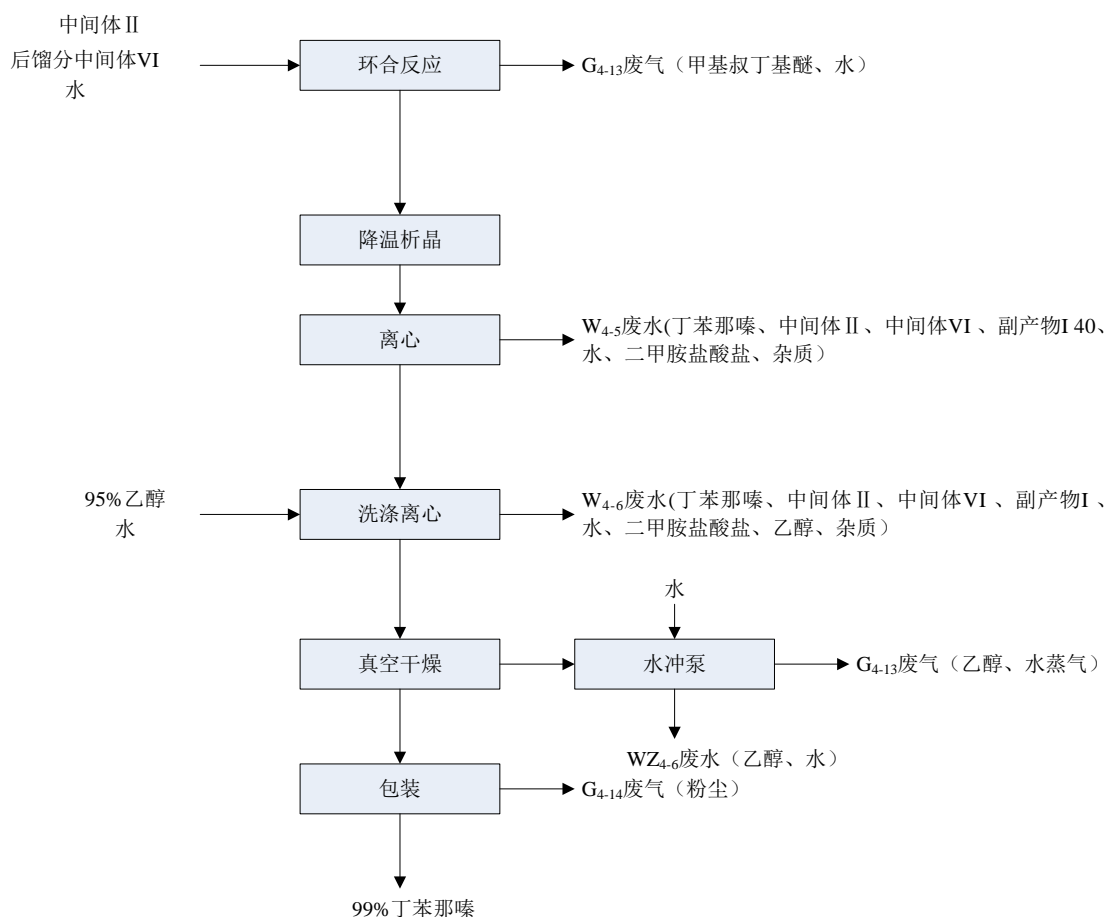 中间体Ⅱ
后馏分中间体VI
水
环合反应
G4-13废气（甲基叔丁基醚、水）
降温析晶
离心
W4-5废水(丁苯那嗪、中间体Ⅱ、中间体VI 、副产物I 40、
水、二甲胺盐酸盐、杂质）
95%乙醇
水
洗涤离心
W4-6废水(丁苯那嗪、中间体Ⅱ、中间体VI 、副产物I 、
水、二甲胺盐酸盐、乙醇、杂质）
水
真空干燥
水冲泵
G4-13废气（乙醇、水蒸气）
WZ4-6废水（乙醇、水）
包装
G4-14废气（粉尘）
99%丁苯那嗪